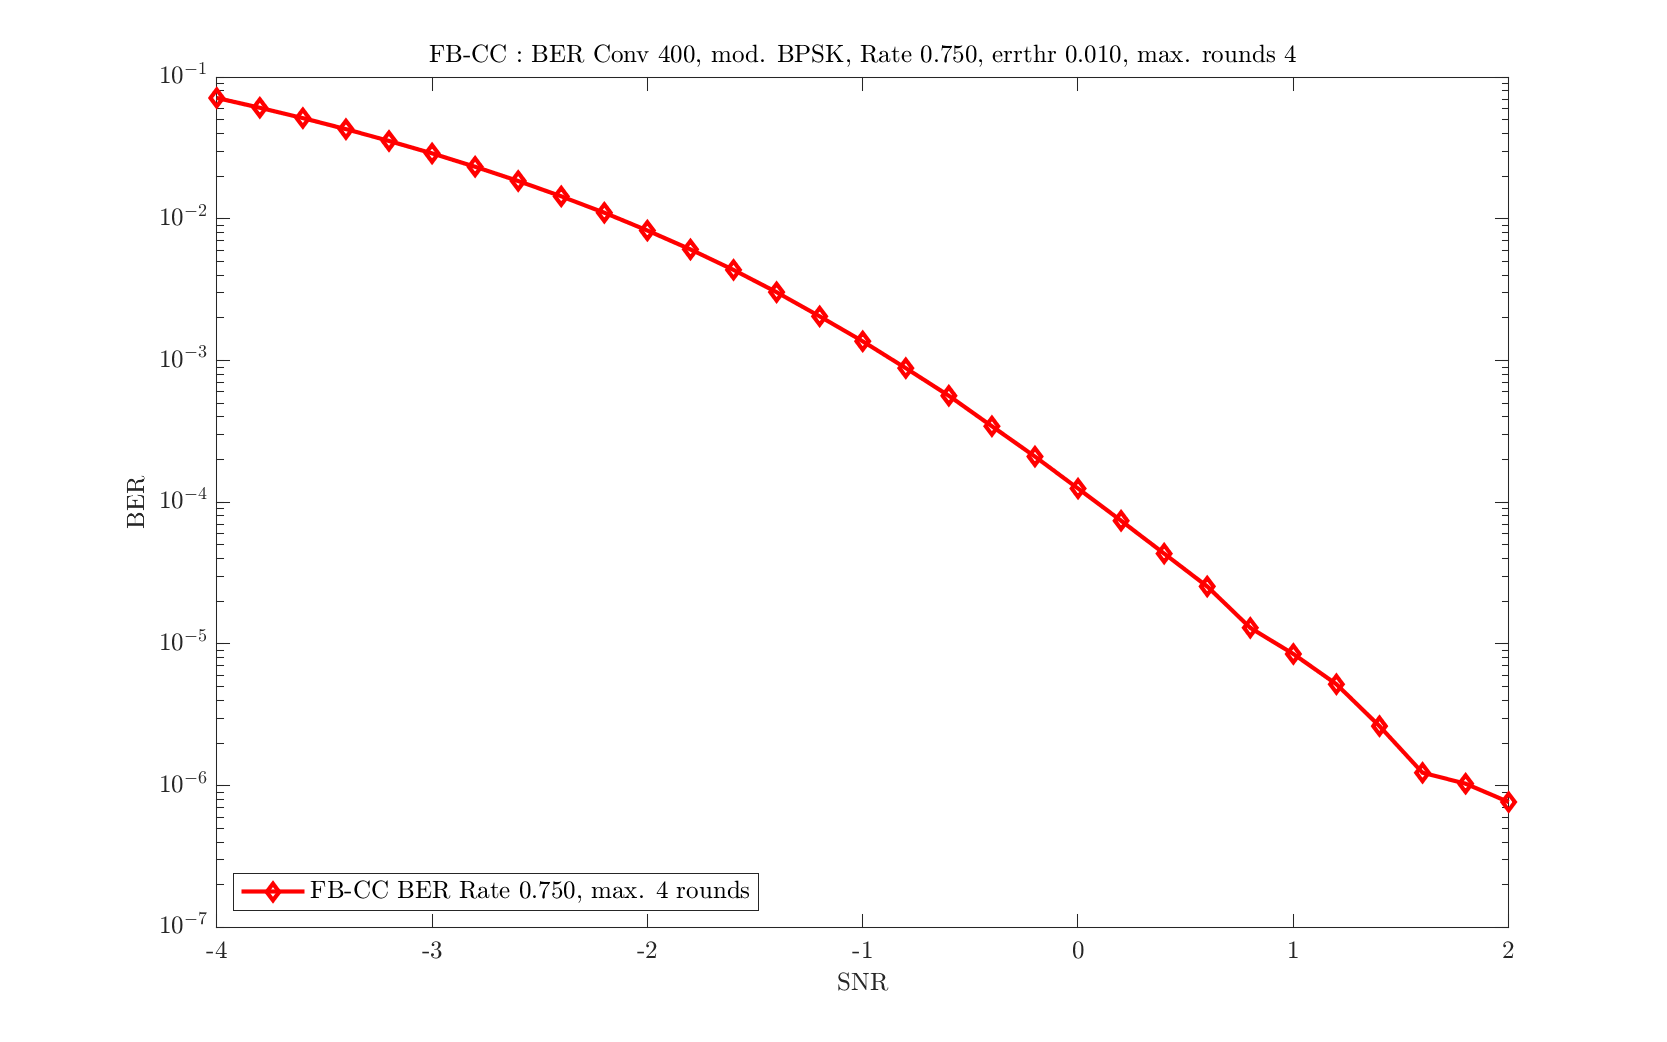 FB-CC : BER Conv 400, mod. BPSK, Rate 0.750, errthr 0.010, max. rounds 4
10^{-1}
10^{-2}
10^{-3}
10^{-4}
10^{-5}
10^{-6}
10^{-7}
BER
FB-CC BER Rate 0.750, max. 4 rounds
-4 -3 -2 -1 0 1 2
SNR